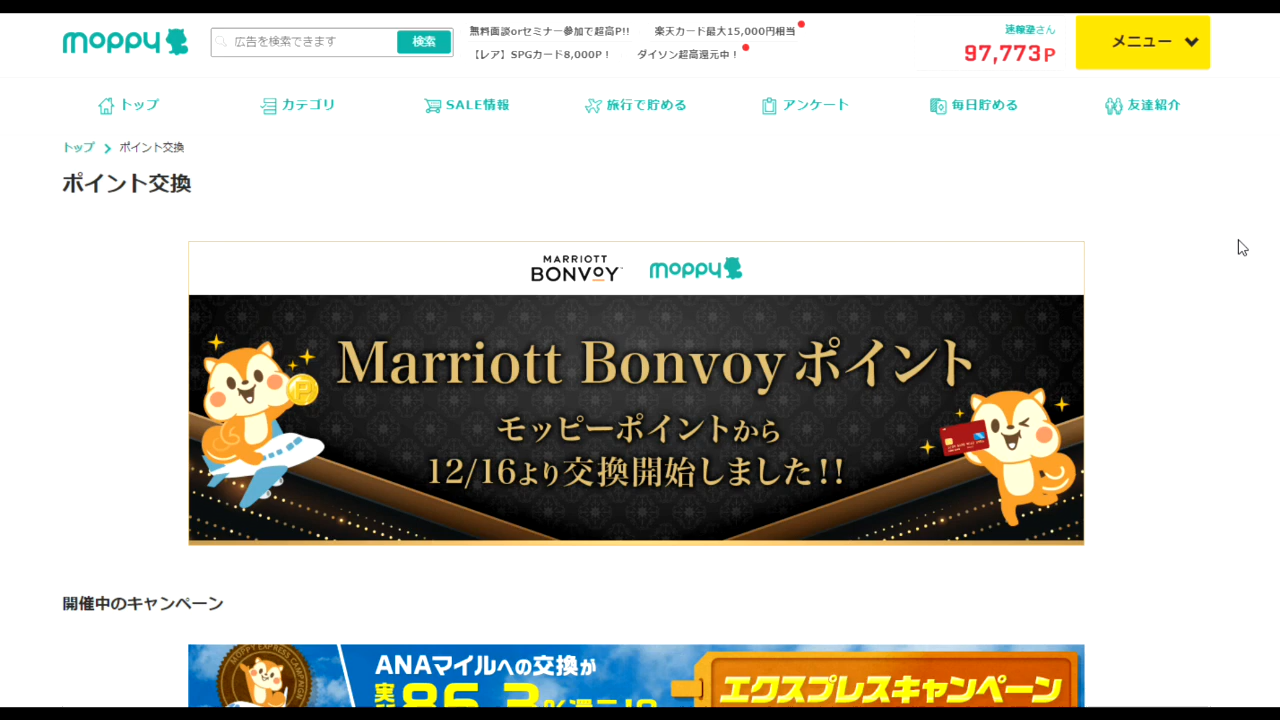 moppy
広告を検索できます
検索
無料面談orセミナー参加で超高P!!
楽天カード最大15,000円相当
【レア】SPGカード8,000P！
ダイソン超高還元中！
速報塾さん
97,773P
メニュー
トップ
カテゴリ
SALE情報
旅行で貯める
アンケート
毎日貯める
友達紹介
トップ
ポイント交換
ポイント交換
MARRIOTT
BONVOY
moppy
Marriott Bonvoyポイント
モッピーポイントから
12/16より交換開始しました!!
開催中のキャンペーン
MOPPY EXPRESS CAMPAIGN
ANAマイルへの交換が
エクスプレスキャンペーン